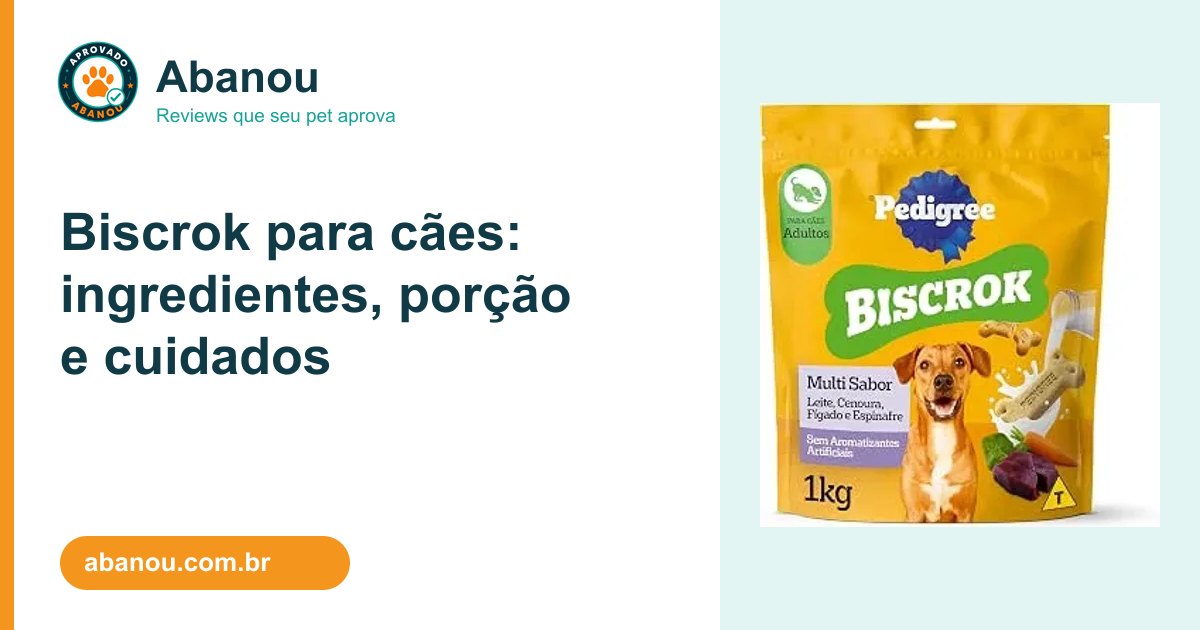 APROVADO
ABANOU
Abanou
Reviews que seu pet aprova
Biscrok para cães:
ingredientes, porção
e cuidados
abanou.com.br
PARA CÃES
Adultos
Pedigree
BISCROK
Multi Sabor
Leite, Cenoura,
Fígado e Espinafre
Sem Aromatizantes
Artificiais
1kg
T